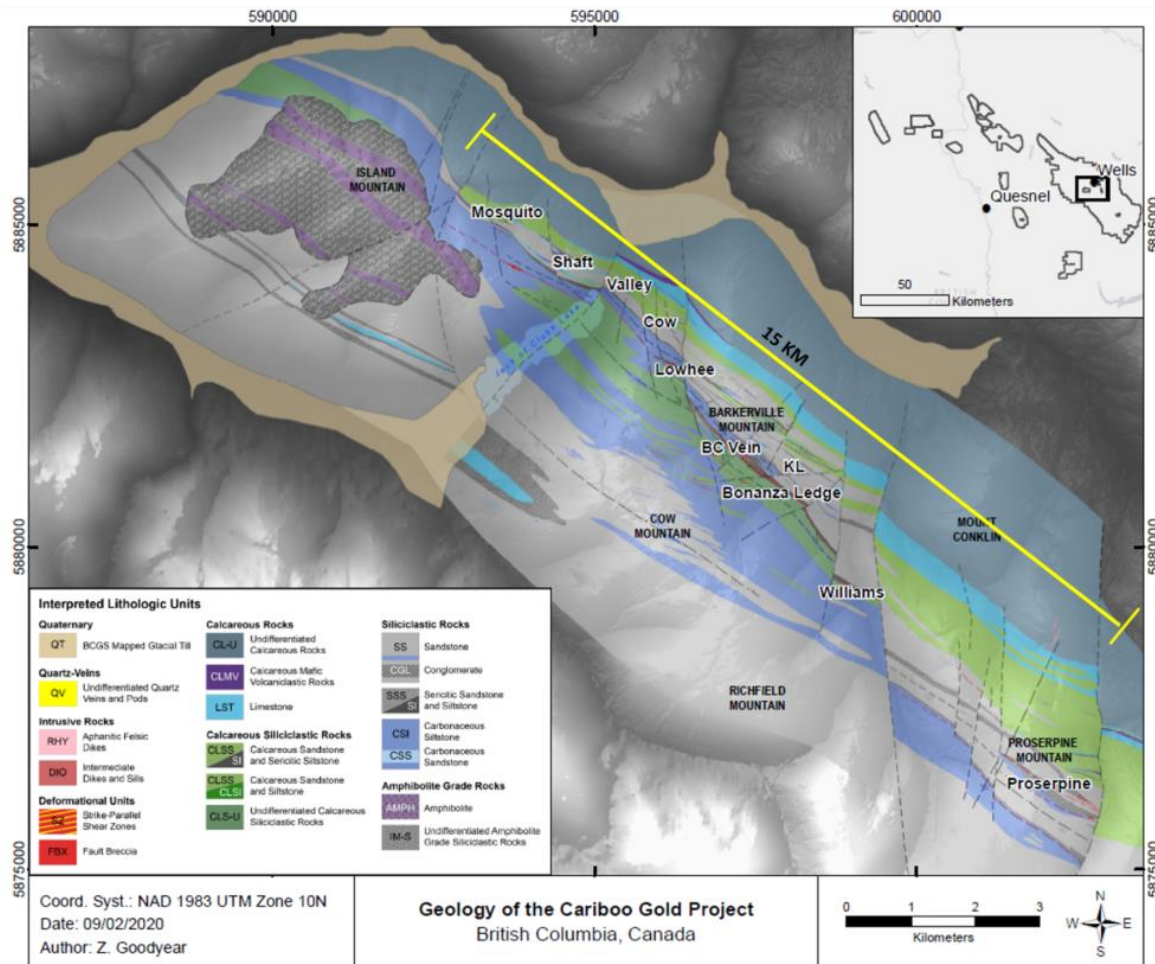 590000
595000
600000
5885000
5885000
5880000
5880000
5875000
5875000
Wells
Quesnel
BRITISH
50
Kilometers
ISLAND
MOUNTAIN
Mosquito
Shaft
Valley
Cow
15 KM
Lowhee
BARKERVILLE
MOUNTAIN
BC Vein
KL
Bonanza Ledge
COW
MOUNTAIN
MOUNT
CONKLIN
Williams
RICHFIELD
MOUNTAIN
PROSERPINE
MOUNTAIN
Proserpine
Interpreted Lithologic Units
Quaternary
QT BCGS Mapped Glacial Till
Quartz-Veins
QV Undifferentiated Quartz
Veins and Pods
Intrusive Rocks
RHY Aphanitic Felsic
Dikes
DIO Intermediate
Dikes and Sills
Deformational Units
SZ Strike-Parallel
Shear Zones
FBX Fault Breccia
Calcareous Rocks
CL-U Undifferentiated
Calcareous Rocks
CLMV Calcareous Mafic
Volcaniclastic Rocks
LST Limestone
Calcareous Siliciclastic Rocks
CLSS SI Calcareous Sandstone
and Sericitic Siltstone
CLSS CLSI Calcareous Sandstone
and Siltstone
CLS-U Undifferentiated Calcareous
Siliciclastic Rocks
Siliciclastic Rocks
SS Sandstone
CGL Conglomerate
SSS SI Sericitic Sandstone
and Siltstone
CSI Carbonaceous
Siltstone
CSS Carbonaceous
Sandstone
Amphibolite Grade Rocks
AMPH Amphibolite
IM-S Undifferentiated Amphibolite
Grade Siliciclastic Rocks
Coord. Syst.: NAD 1983 UTM Zone 10N
Date: 09/02/2020
Author: Z. Goodyear
Geology of the Cariboo Gold Project
British Columbia, Canada
0 1 2 3
Kilometers
N
W E
S